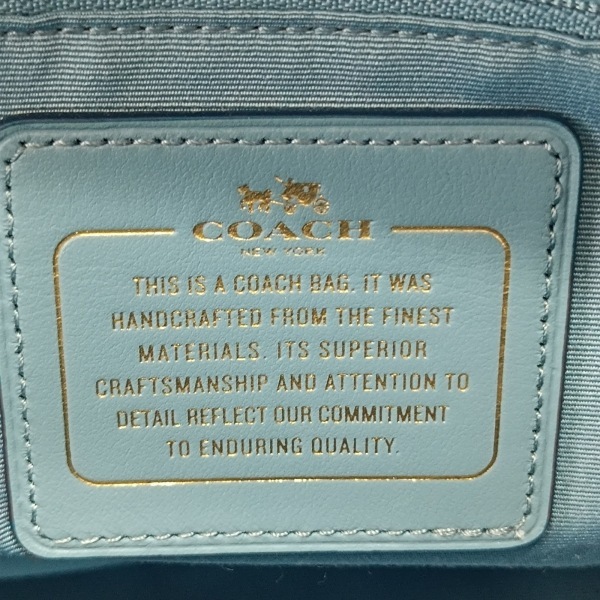 COACH
NEW YORK
THIS IS A COACH BAG. IT WAS
HANDCRAFTED FROM THE FINEST
MATERIALS. ITS SUPERIOR
CRAFTSMANSHIP AND ATTENTION TO
DETAIL REFLECT OUR COMMITMENT
TO ENDURING QUALITY.